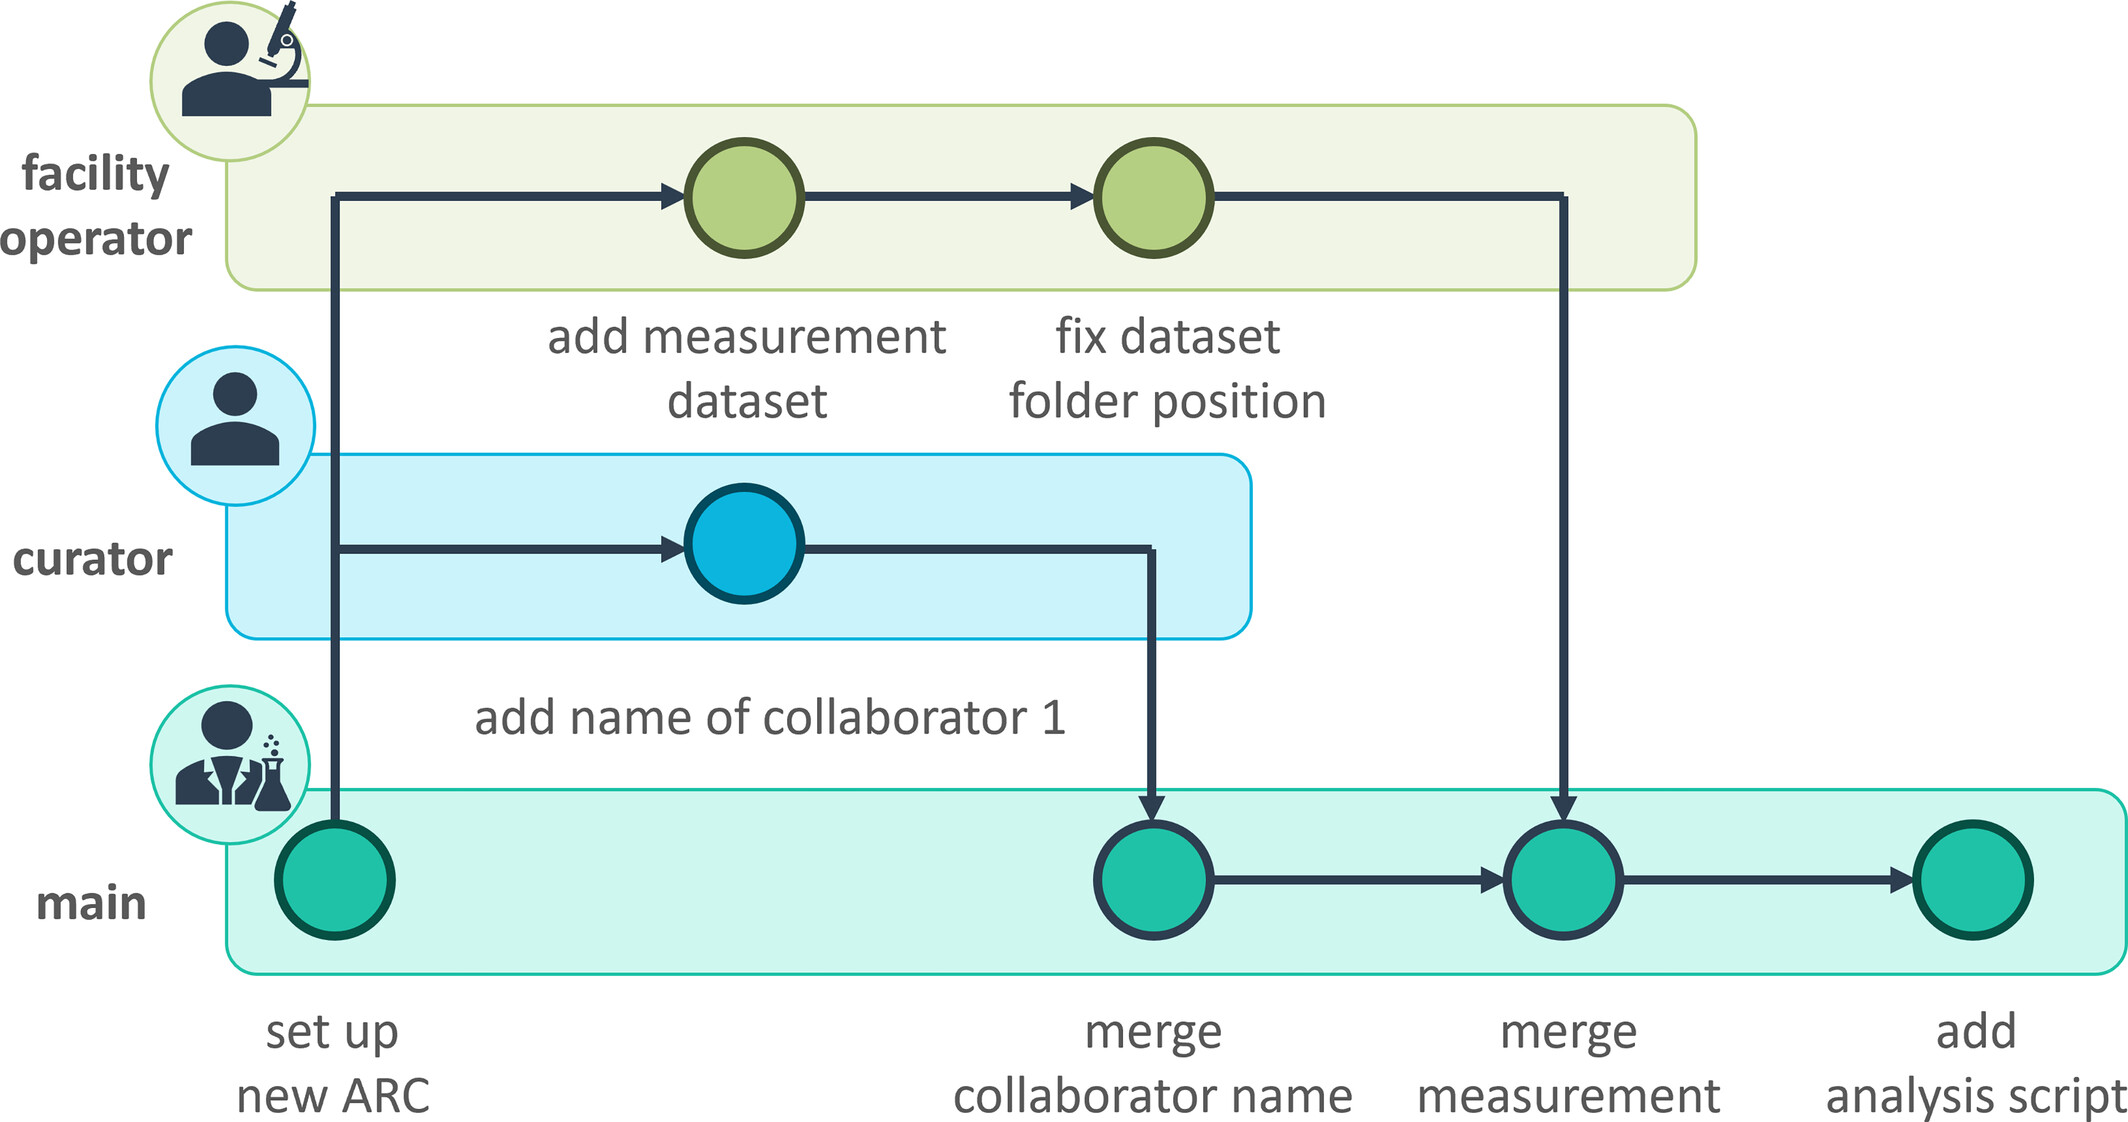 facility
operator
add measurement
dataset
fix dataset
folder position
curator
add name of collaborator 1
main
set up
new ARC
merge
collaborator name
merge
measurement
add
analysis script